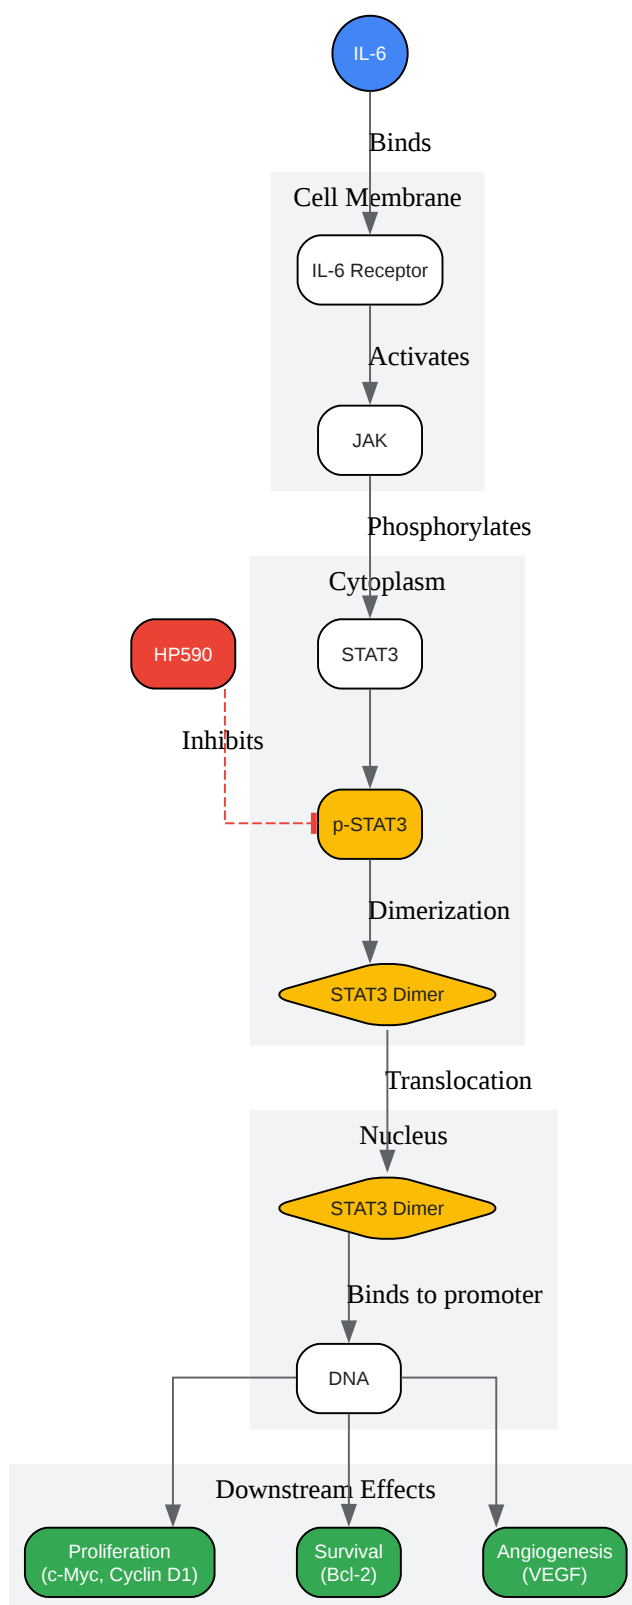 IL-6
Binds
Cell Membrane
IL-6 Receptor
Activates
JAK
Phosphorylates
Cytoplasm
HP590
STAT3
Inhibits
p-STAT3
Dimerization
STAT3 Dimer
Translocation
Nucleus
STAT3 Dimer
Binds to promoter
DNA
Downstream Effects
Proliferation
(c-Myc, Cyclin D1)
Survival
(Bcl-2)
Angiogenesis
(VEGF)